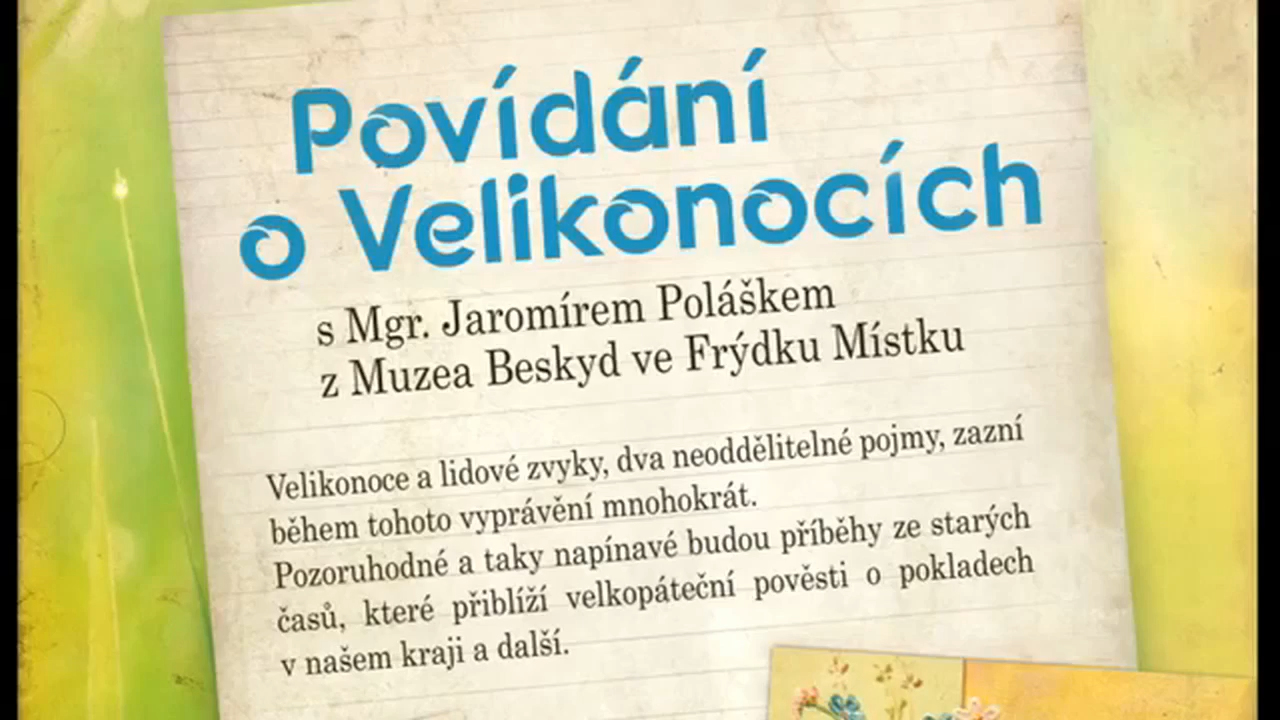 Povídání
o Velikonocích
s Mgr. Jaromírem Poláškem
z Muzea Beskyd ve Frýdku Místku
Velikonoce a lidové zvyky, dva neoddělitelné pojmy, zazní
během tohoto vyprávění mnohokrát.
Pozoruhodné a taky napínavé budou příběhy ze starých
časů, které přiblíží velkopáteční pověsti o pokladech
v našem kraji a další.